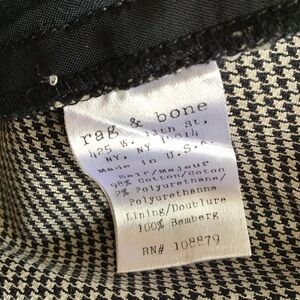 rag & bone
425 W. 13th St.
NY, NY 10014
Made in U.S.A.
Self/Majeur
98% Cotton/Coton
2% Polyurethane/
Polyurethanne
Lining/Doublure
100% Bemberg
RN# 108879